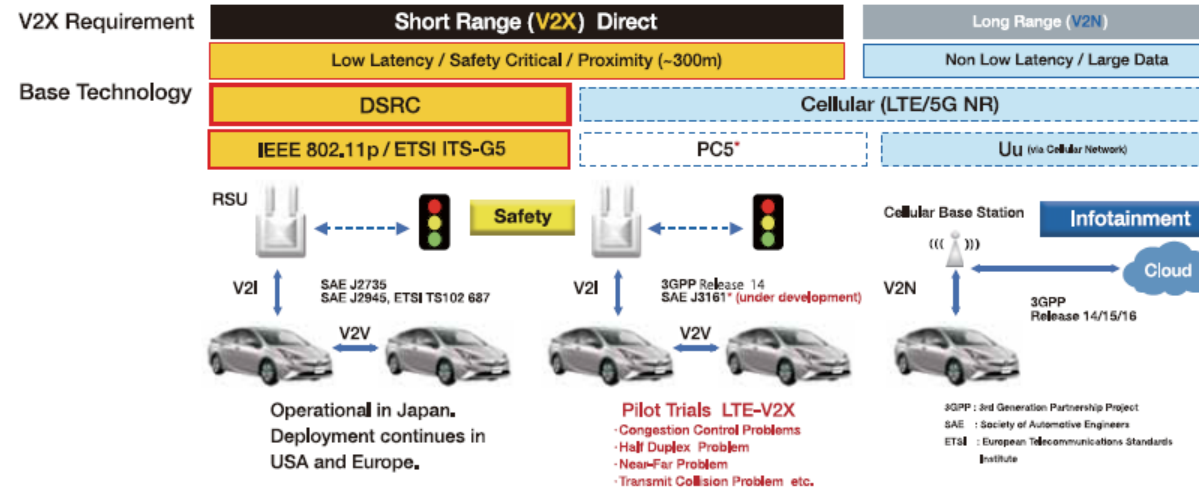 V2X Requirement
Short Range (V2X) Direct
Long Range (V2N)
Low Latency / Safety Critical / Proximity (~300m)
Non Low Latency / Large Data
Base Technology
DSRC
Cellular (LTE/5G NR)
IEEE 802.11p / ETSI ITS-G5
PC5*
Uu (via Cellular Network)
RSU
Safety
Cellular Base Station
Infotainment
((( )))
Cloud
V2I
SAE J2735
SAE J2945, ETSI TS102 687
V2I
3GPP Release 14
SAE J3161* (under development)
V2N
3GPP
Release 14/15/16
V2V
V2V
Operational in Japan.
Deployment continues in
USA and Europe.
Pilot Trials LTE-V2X
·Congestion Control Problems
·Half Duplex Problem
·Near-Far Problem
·Transmit Collision Problem etc.
3GPP : 3rd Generation Partnership Project
SAE : Society of Automotive Engineers
ETSI : European Telecommunications Standards
Institute